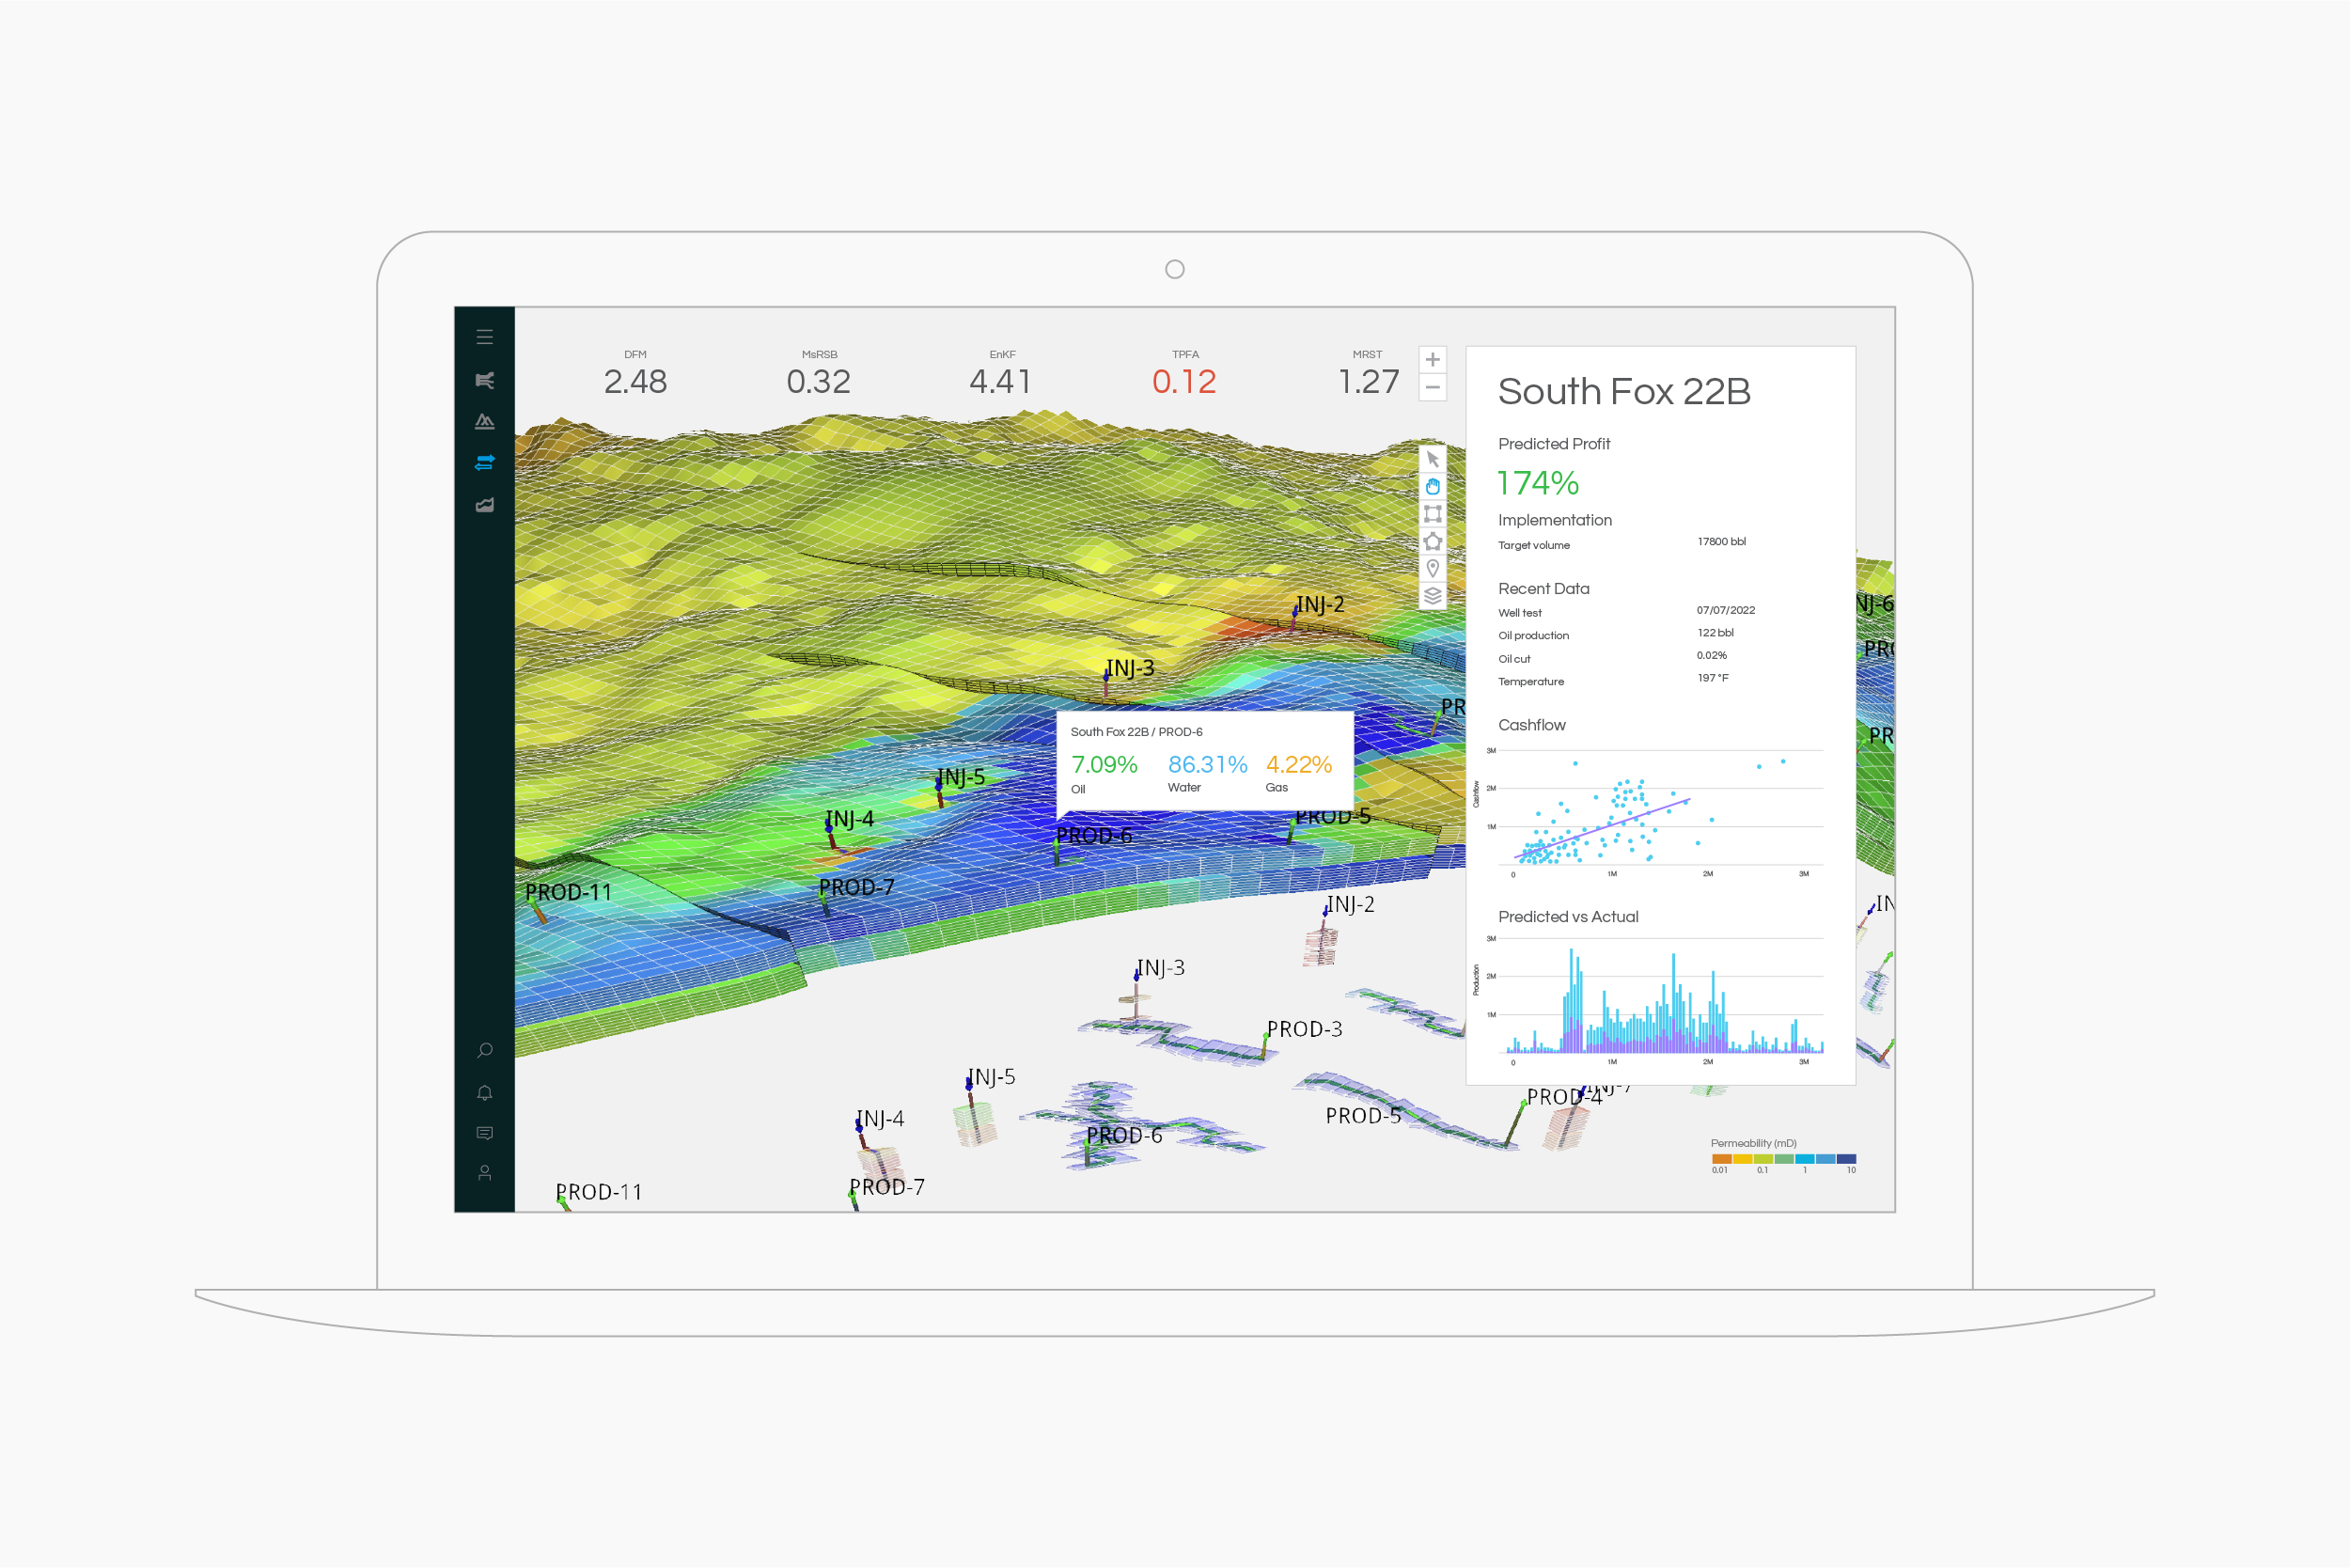 DFM
2.48
MsRSB
0.32
EnKF
4.41
TPFA
0.12
MRST
1.27
INJ-2
INJ-3
PR
South Fox 22B / PROD-6
7.09%
86.31%
4.22%
Oil
Water
Gas
INJ-5
INJ-4
PROD-5
PROD-6
PROD-7
PROD-11
INJ-2
INJ-3
PROD-3
INJ-5
INJ-4
PROD-6
PROD-5
PROD-4
INJ-7
PROD-7
PROD-11
South Fox 22B
Predicted Profit
174%
Implementation
Target volume 17800 bbl
Recent Data
Well test 07/07/2022
Oil production 122 bbl
Oil cut 0.02%
Temperature 197 °F
Cashflow
3M
2M
1M
Cashflow
0 1M 2M 3M
Predicted vs Actual
3M
2M
1M
Production
0 1M 2M 3M
NJ-6
PRO
PR
IN
Permeability (mD)
0.01 0,1 1 10